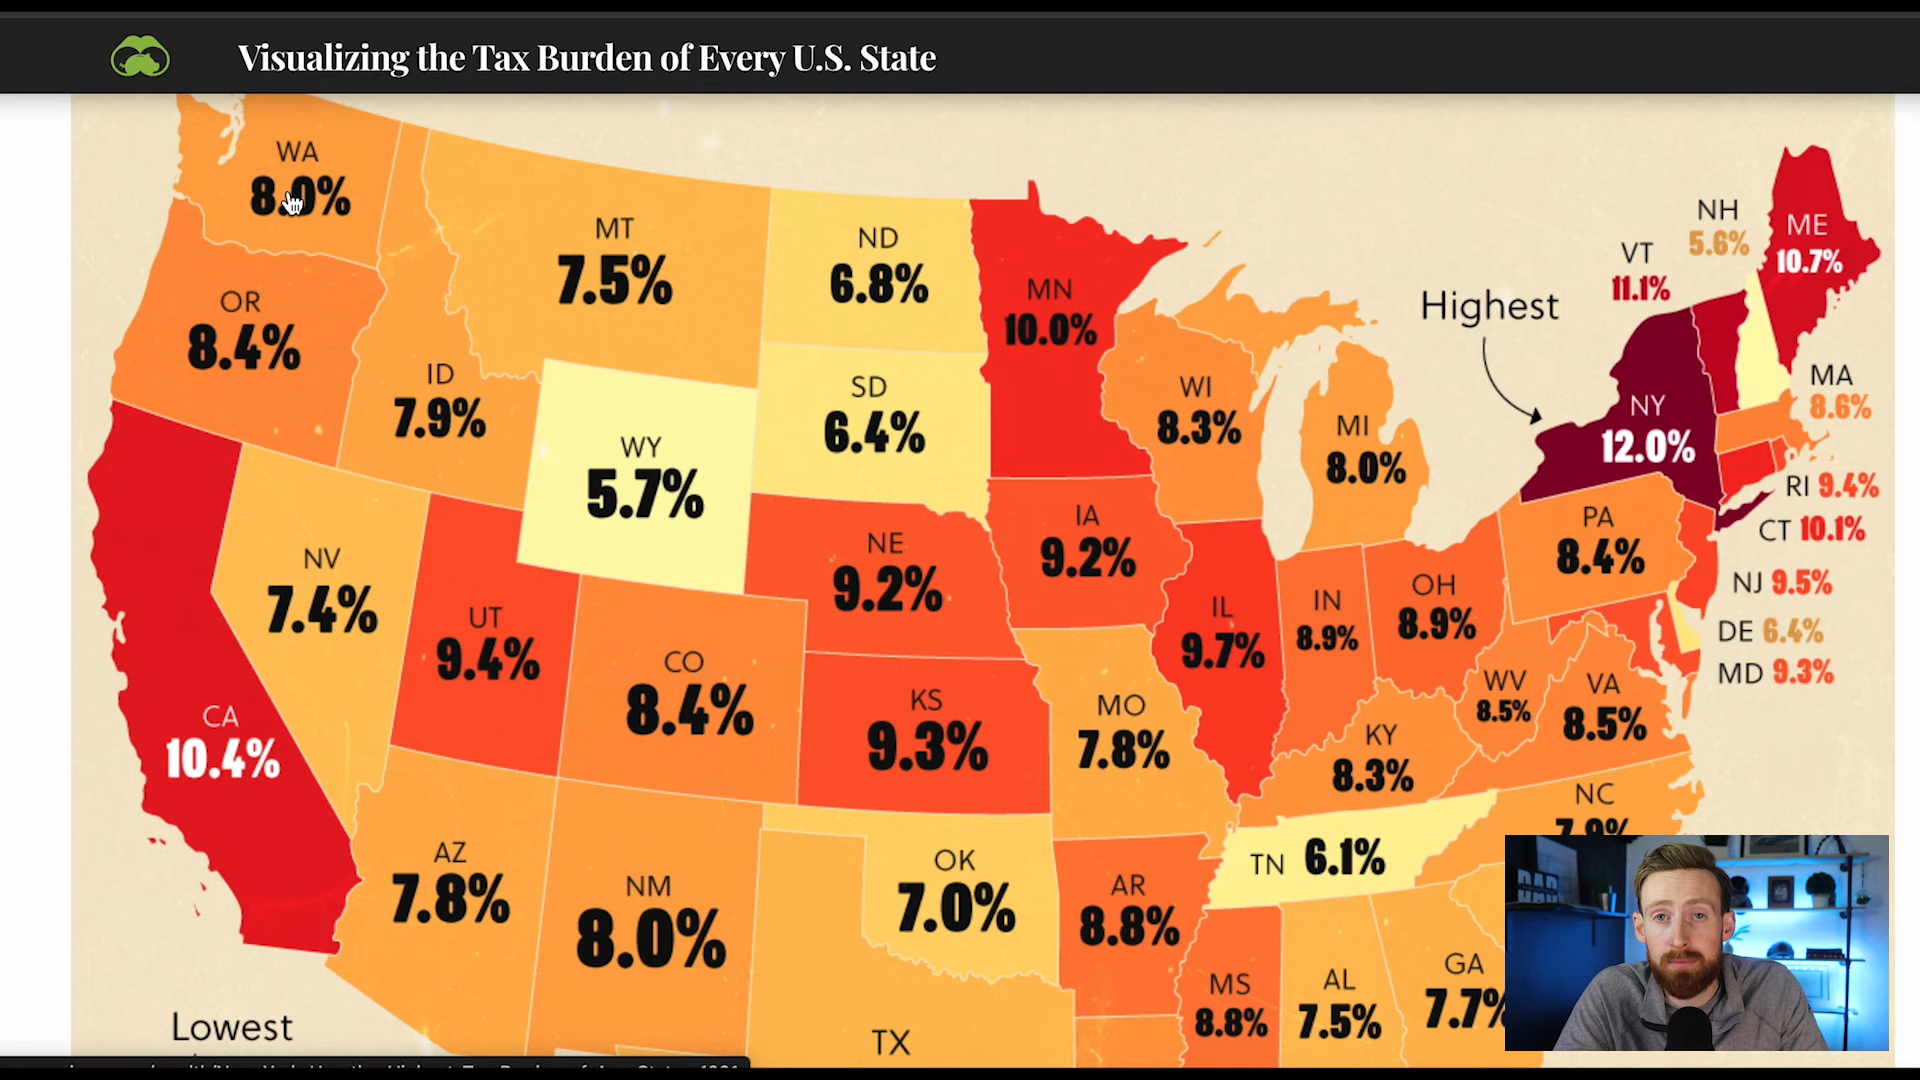 Visualizing the Tax Burden of Every U.S. State
WA
8.0%
MT
7.5%
ND
6.8%
MN
10.0%
NH
5.6%
ME
10.7%
VT
11.1%
Highest
OR
8.4%
ID
7.9%
WY
5.7%
SD
6.4%
WI
8.3%
MI
8.0%
NY
12.0%
MA
8.6%
RI 9.4%
CT 10.1%
NJ 9.5%
DE 6.4%
MD 9.3%
PA
8.4%
NV
7.4%
UT
9.4%
CO
8.4%
NE
9.2%
IA
9.2%
IL
9.7%
IN
8.9%
OH
8.9%
WV
8.5%
VA
8.5%
CA
10.4%
KS
9.3%
MO
7.8%
KY
8.3%
NC
7.9%
AZ
7.8%
NM
8.0%
OK
7.0%
AR
8.8%
TN 6.1%
MS
8.8%
AL
7.5%
GA
7.7%
TX
Lowest